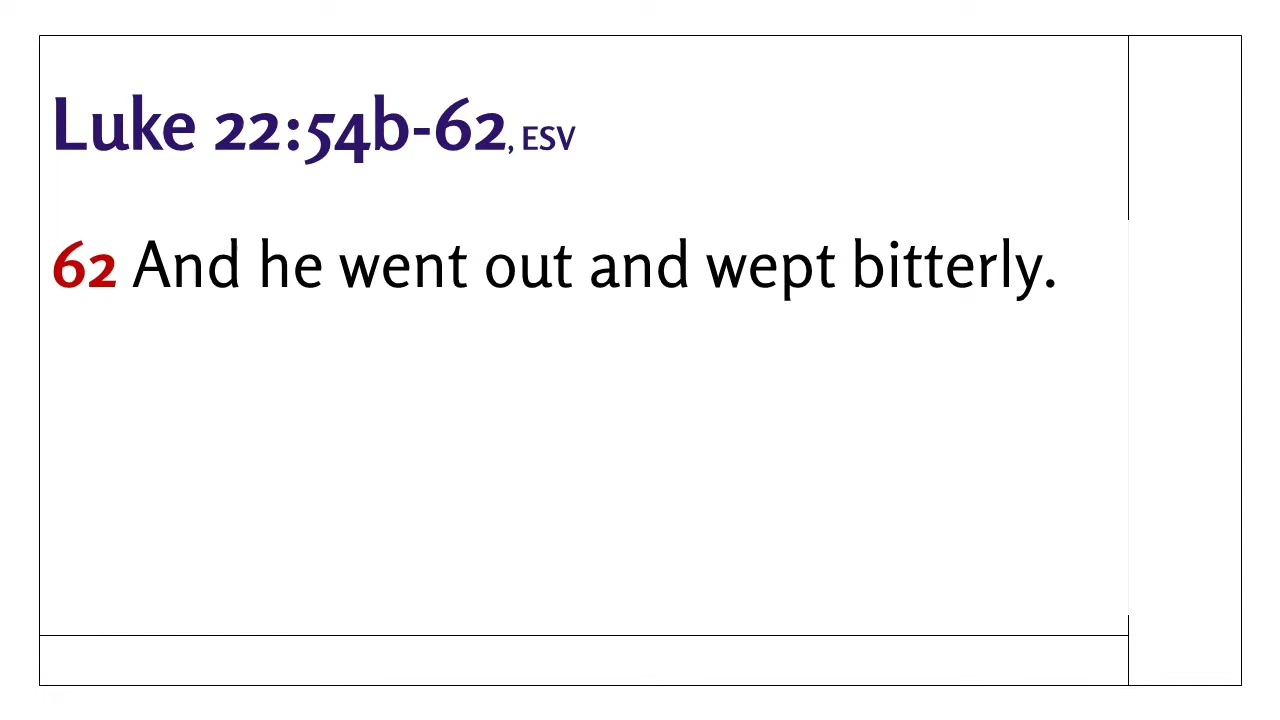 Luke 22:54b-62, ESV
62 And he went out and wept bitterly.